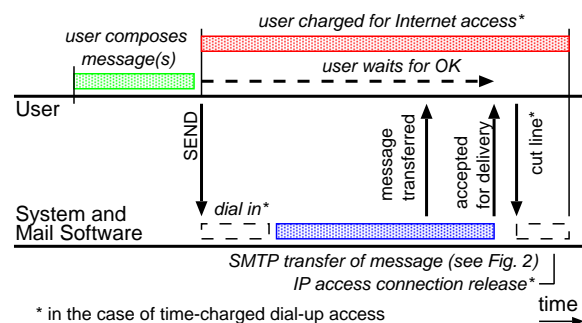 user charged for Internet access*
user composes
message(s)
user waits for OK
User
SEND
message
transferred
accepted
for delivery
cut line*
System and
Mail Software
dial in*
SMTP transfer of message (see Fig. 2)
IP access connection release*
* in the case of time-charged dial-up access
time